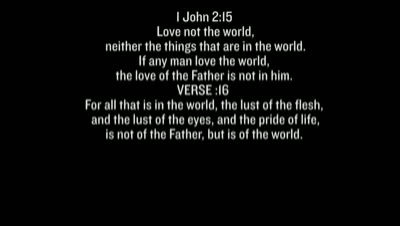 1 John 2:15
Love not the world,
neither the things that are in the world.
If any man love the world,
the love of the Father is not in him.
VERSE :16
For all that is in the world, the lust of the flesh,
and the lust of the eyes, and the pride of life,
is not of the Father, but is of the world.